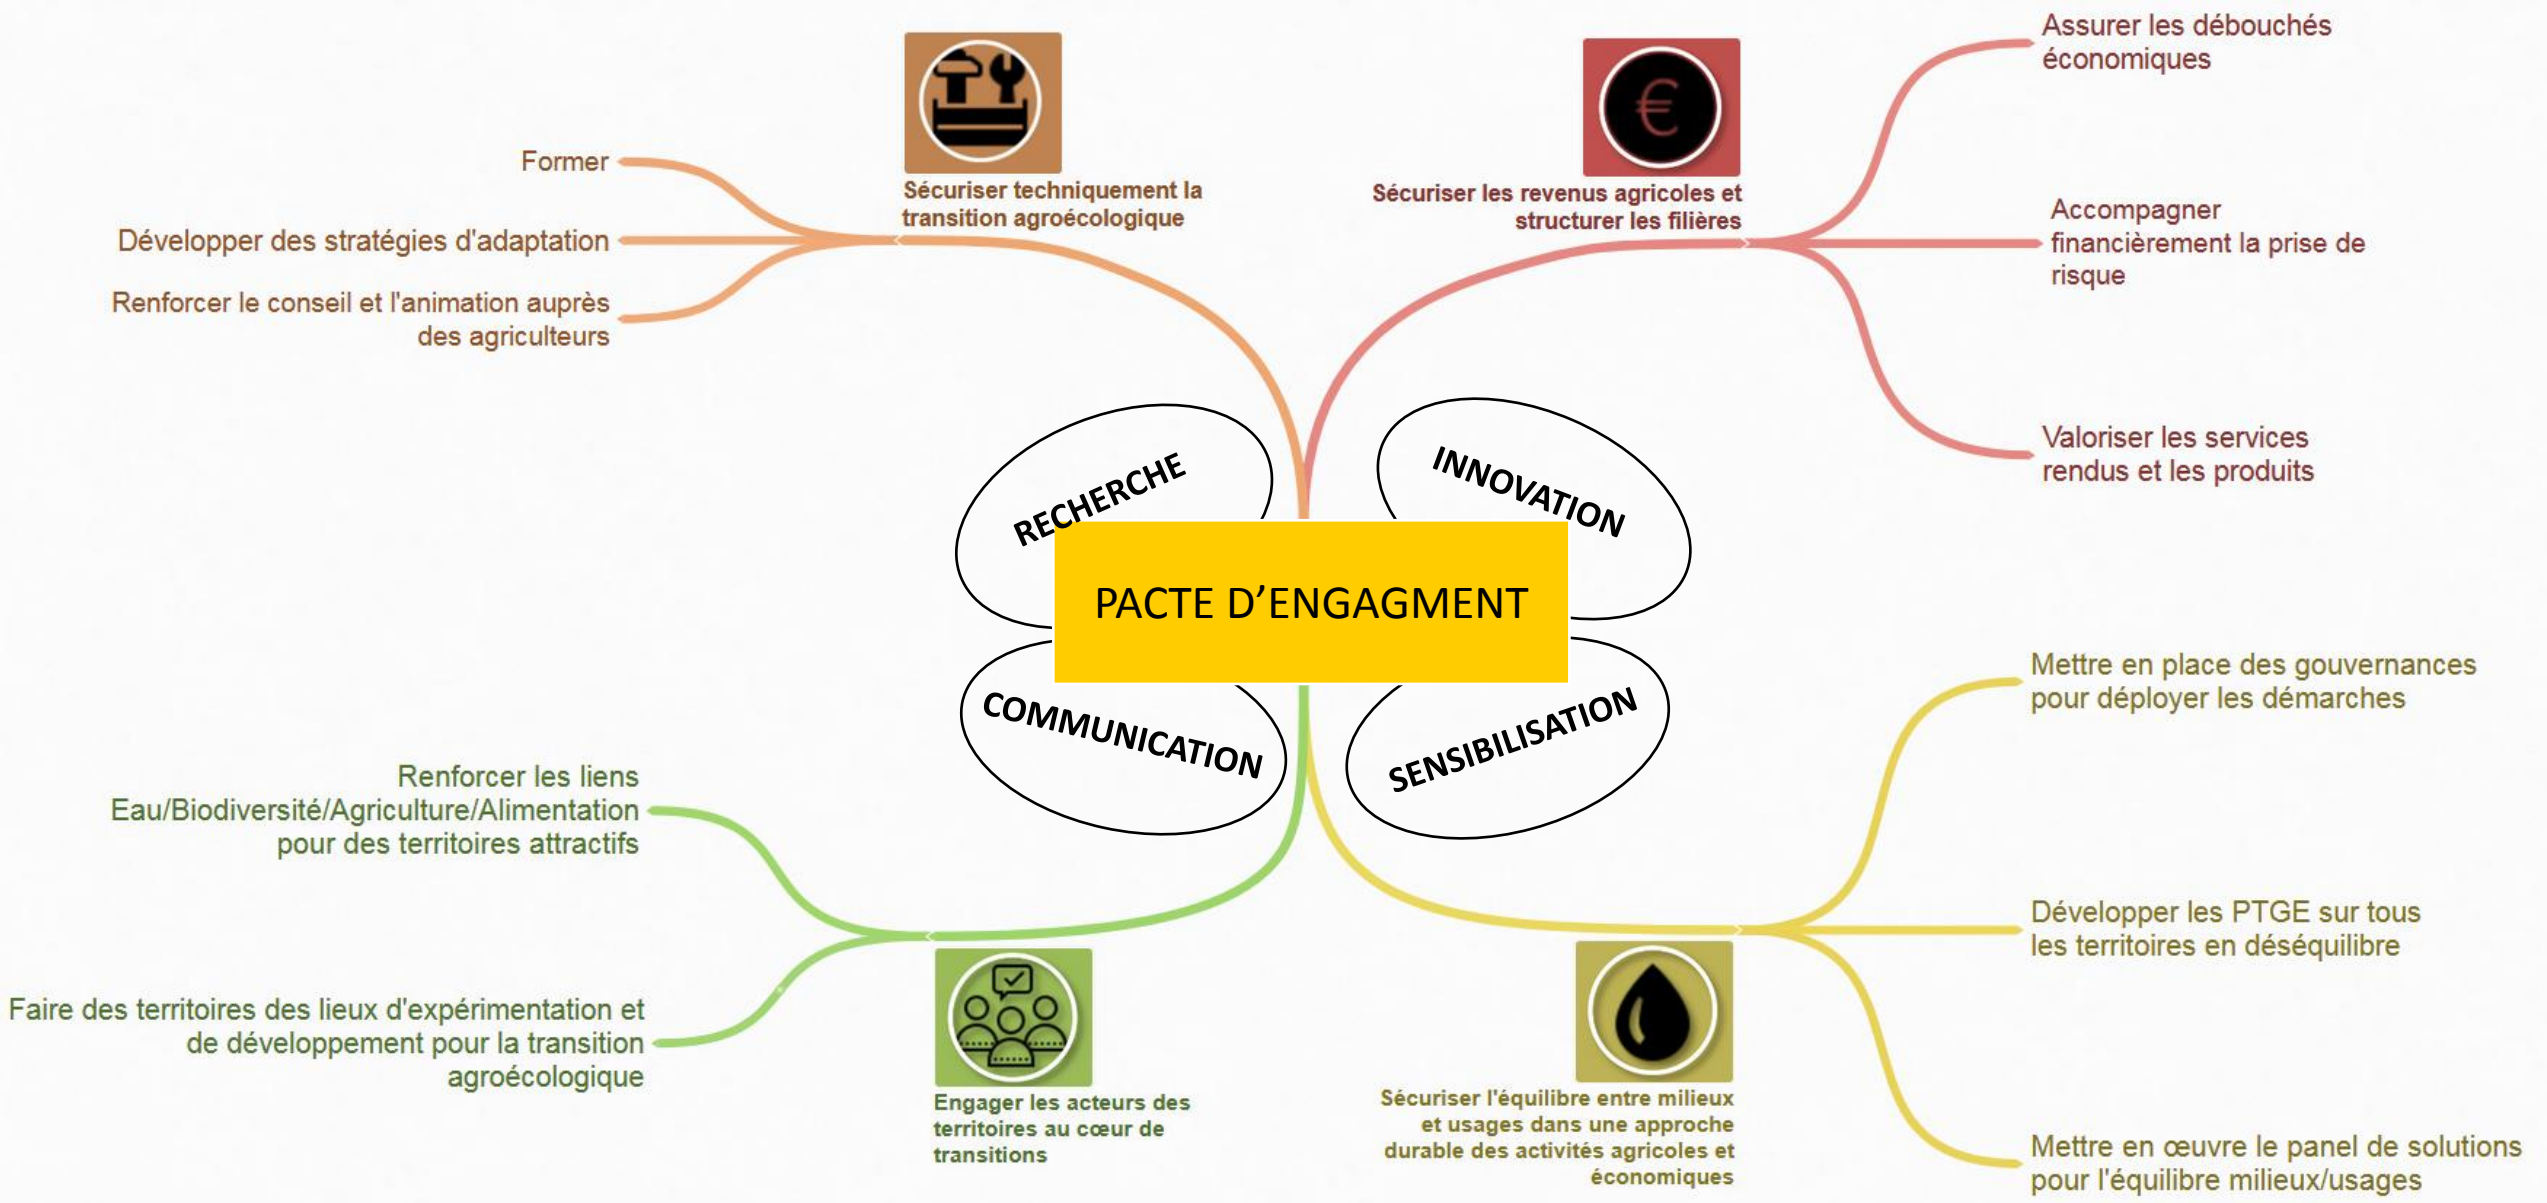 Sécuriser techniquement la
transition agroécologique
Former
Développer des stratégies d'adaptation
Renforcer le conseil et l'animation auprès
des agriculteurs
€
Sécuriser les revenus agricoles et
structurer les filières
Assurer les débouchés
économiques
Accompagner
financièrement la prise de
risque
Valoriser les services
rendus et les produits
RECHERCHE
INNOVATION
PACTE D’ENGAGMENT
COMMUNICATION
SENSIBILISATION
Renforcer les liens
Eau/Biodiversité/Agriculture/Alimentation
pour des territoires attractifs
Faire des territoires des lieux d'expérimentation et
de développement pour la transition
agroécologique
Engager les acteurs des
territoires au cœur de
transitions
Sécuriser l'équilibre entre milieux
et usages dans une approche
durable des activités agricoles et
économiques
Mettre en place des gouvernances
pour déployer les démarches
Développer les PTGE sur tous
les territoires en déséquilibre
Mettre en œuvre le panel de solutions
pour l'équilibre milieux/usages